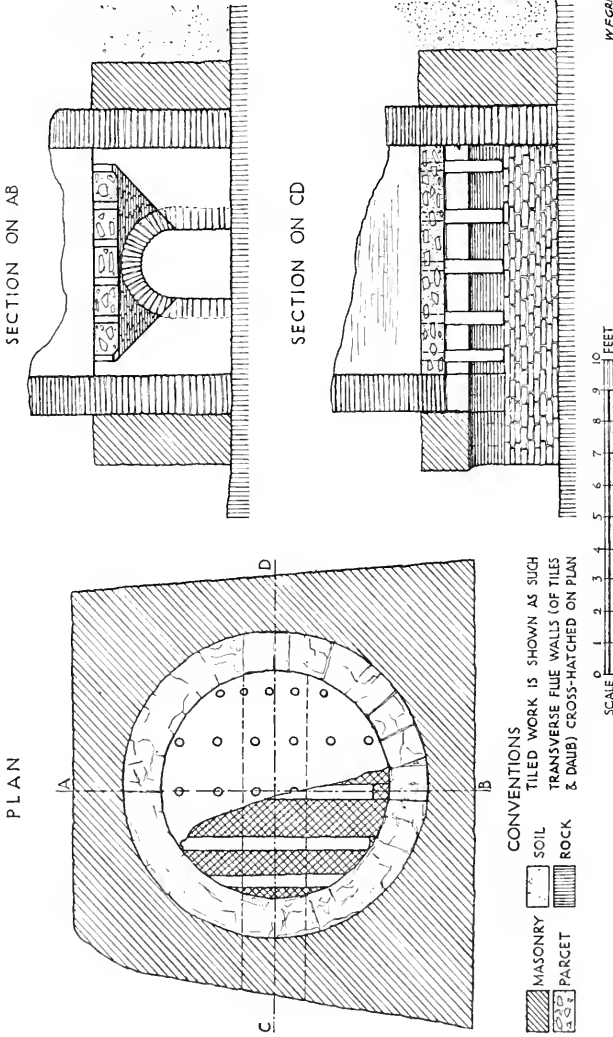 PLAN
A
C
D
B
SECTION ON AB
SECTION ON CD
CONVENTIONS
MASONRY
SOIL
PARGET
ROCK
TILED WORK IS SHOWN AS SUCH
TRANSVERSE FLUE WALLS (OF TILES
& DAUB) CROSS-HATCHED ON PLAN
SCALE 0 1 2 3 4 5 6 7 8 9 10 FEET